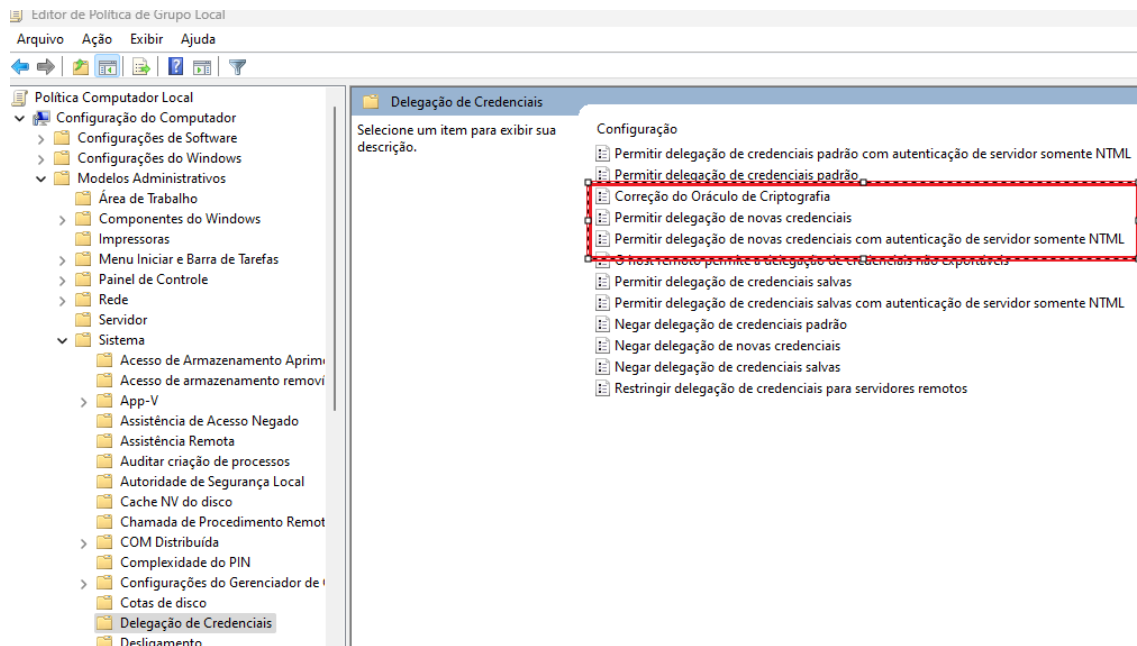 Editor de Política de Grupo Local
Arquivo Ação Exibir Ajuda
Política Computador Local
Configuração do Computador
Configurações de Software
Configurações do Windows
Modelos Administrativos
Área de Trabalho
Componentes do Windows
Impressoras
Menu Iniciar e Barra de Tarefas
Painel de Controle
Rede
Servidor
Sistema
Acesso de Armazenamento Aprim
Acesso de armazenamento removí
App-V
Assistência de Acesso Negado
Assistência Remota
Auditar criação de processos
Autoridade de Segurança Local
Cache NV do disco
Chamada de Procedimento Remot
COM Distribuída
Complexidade do PIN
Configurações do Gerenciador de
Cotas de disco
Delegação de Credenciais
Desligamento
Delegação de Credenciais
Selecione um item para exibir sua
descrição.
Configuração
Permitir delegação de credenciais padrão com autenticação de servidor somente NTML
Permitir delegação de credenciais padrão
Correção do Oráculo de Criptografia
Permitir delegação de novas credenciais
Permitir delegação de novas credenciais com autenticação de servidor somente NTML
O host remoto permite a delegação de credenciais não exportáveis
Permitir delegação de credenciais salvas
Permitir delegação de credenciais salvas com autenticação de servidor somente NTML
Negar delegação de credenciais padrão
Negar delegação de novas credenciais
Negar delegação de credenciais salvas
Restringir delegação de credenciais para servidores remotos